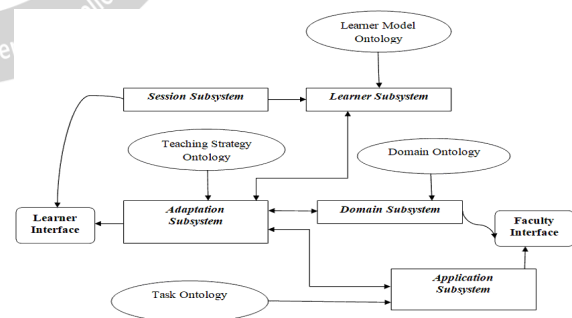 Learner Model
Ontology
Session Subsystem
Learner Subsystem
Teaching Strategy
Ontology
Domain Ontology
Learner
Interface
Adaptation
Subsystem
Domain Subsystem
Faculty
Interface
Application
Subsystem
Task Ontology